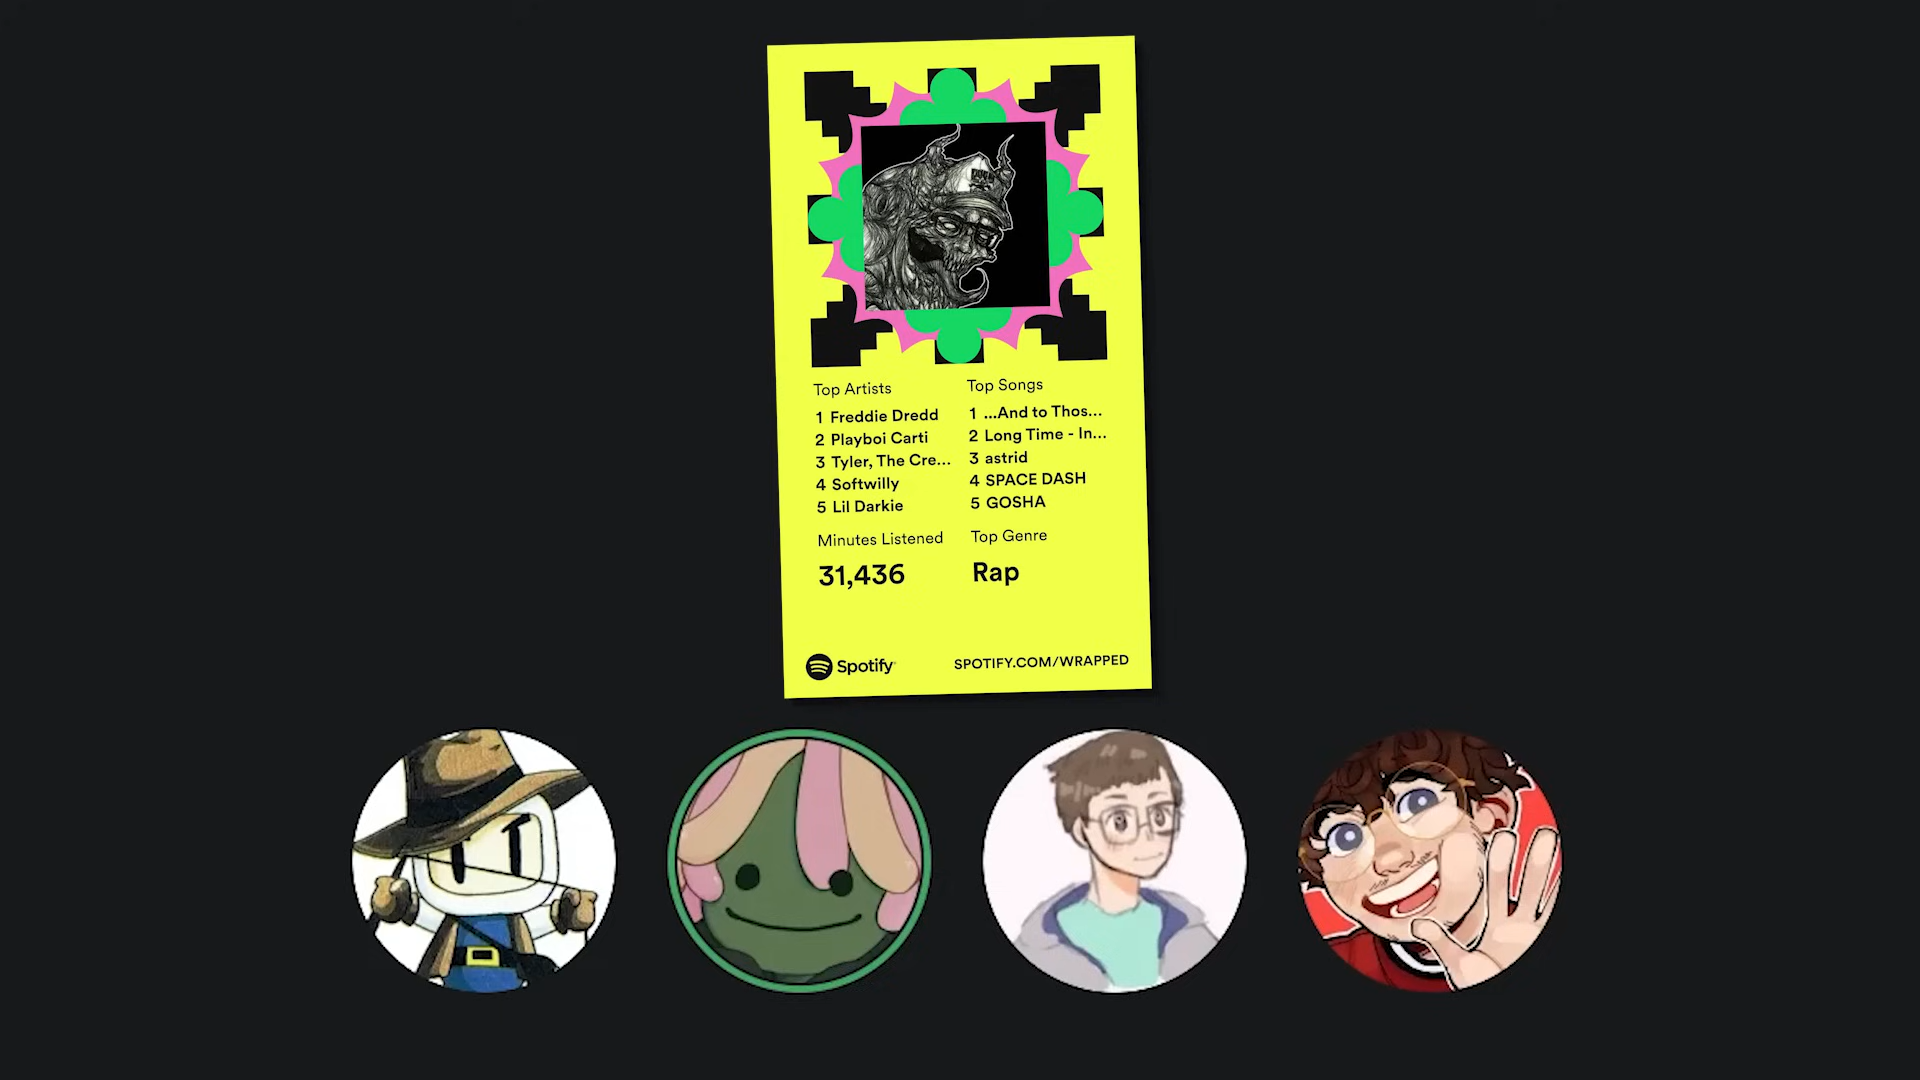 Top Artists
1 Freddie Dredd
2 Playboi Carti
3 Tyler, The Cre...
4 Softwilly
5 Lil Darkie
Top Songs
1 ...And to Thos...
2 Long Time - In...
3 astrid
4 SPACE DASH
5 GOSHA
Minutes Listened
31,436
Top Genre
Rap
Spotify
SPOTIFY.COM/WRAPPED